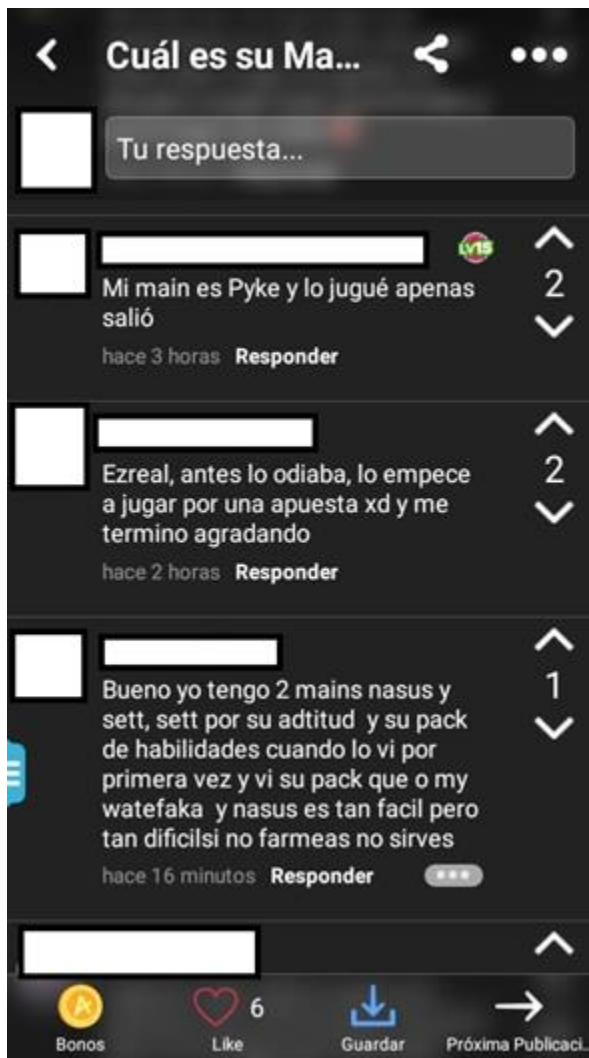 Cuál es su Ma...
Tu respuesta...
LV15
Mi main es Pyke y lo jugué apenas
salió
2
hace 3 horas Responder
Ezreal, antes lo odiaba, lo empece
a jugar por una apuesta xd y me
termino agradando
2
hace 2 horas Responder
Bueno yo tengo 2 mains nasus y
sett, sett por su adtitud y su pack
de habilidades cuando lo vi por
primera vez y vi su pack que o my
watefaka y nasus es tan facil pero
tan dificilsi no farmeas no sirves
1
hace 16 minutos Responder
6
Bonos Like Guardar Próxima Publicaci...